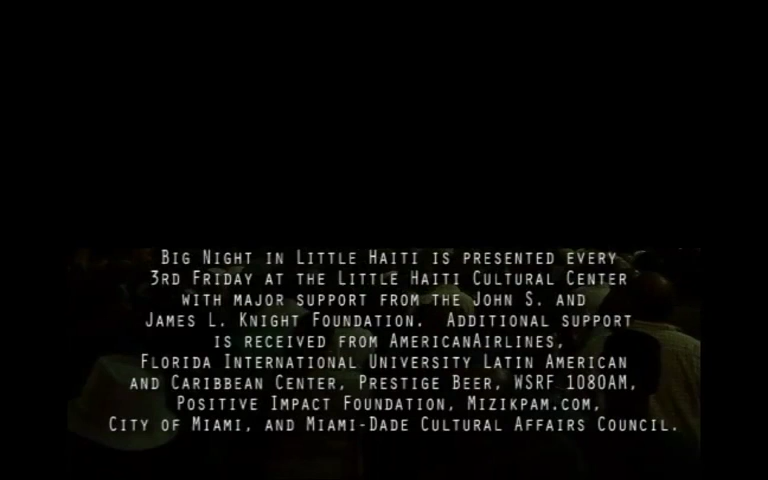 Big Night in Little Haiti is presented every
3rd Friday at the Little Haiti Cultural Center
with major support from the John S. and
James L. Knight Foundation. Additional support
is received from AmericanAirlines,
Florida International University Latin American
and Caribbean Center, Prestige Beer, WSRF 1080AM,
Positive Impact Foundation, Mizikpam.com,
City of Miami, and Miami-Dade Cultural Affairs Council.